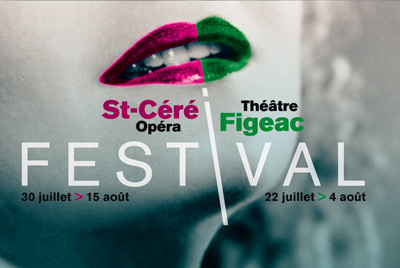 St-Céré
Opéra
Théâtre
Figeac
FESTiVAL
30 juillet > 15 août
22 juillet > 4 août